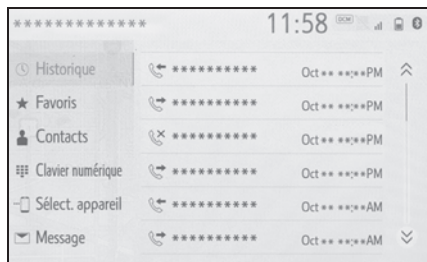 ************* 11:58 DCM
Historique ********** Oct ** **:**PM
Favoris ********** Oct ** **:**PM
Contacts ********** Oct ** **:**PM
Clavier numérique ********** Oct ** **:**PM
Sélect. appareil ********** Oct ** **:**AM
Message ********** Oct ** **:**AM